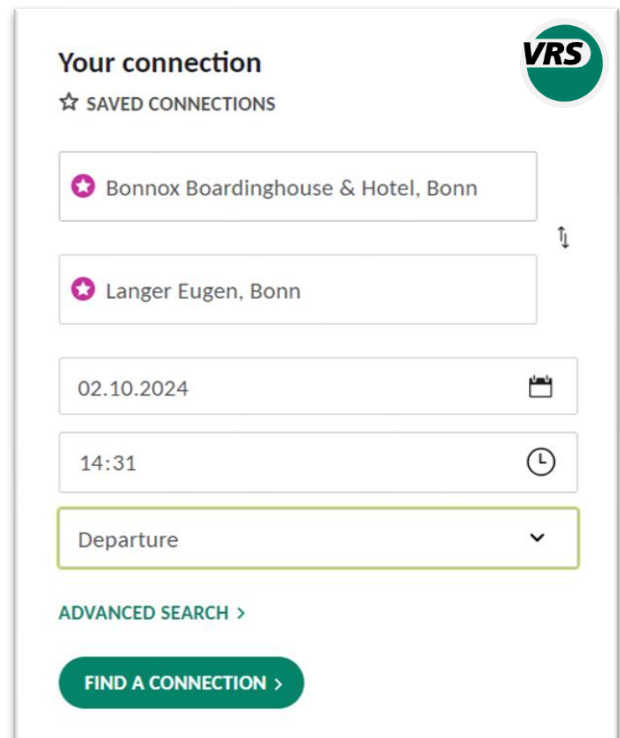 Your connection
VRS
SAVED CONNECTIONS
Bonnox Boardinghouse & Hotel, Bonn
Langer Eugen, Bonn
02.10.2024
14:31
Departure
ADVANCED SEARCH >
FIND A CONNECTION >